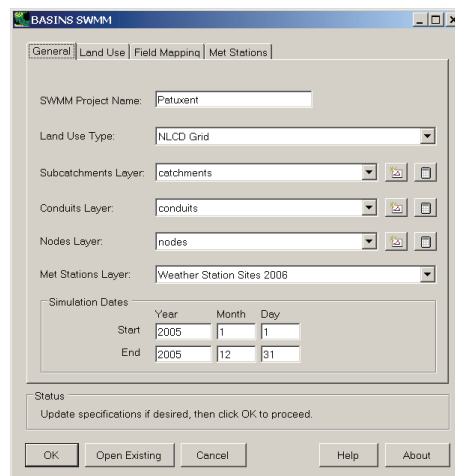 BASINS SWMM
General Land Use Field Mapping Met Stations
SWMM Project Name: Patuxent
Land Use Type: NLCD Grid
Subcatchments Layer: catchments
Conduits Layer: conduits
Nodes Layer: nodes
Met Stations Layer: Weather Station Sites 2006
Simulation Dates
Year Month Day
Start 2005 1 1
End 2005 12 31
Status
Update specifications if desired, then click OK to proceed.
OK Open Existing Cancel Help About